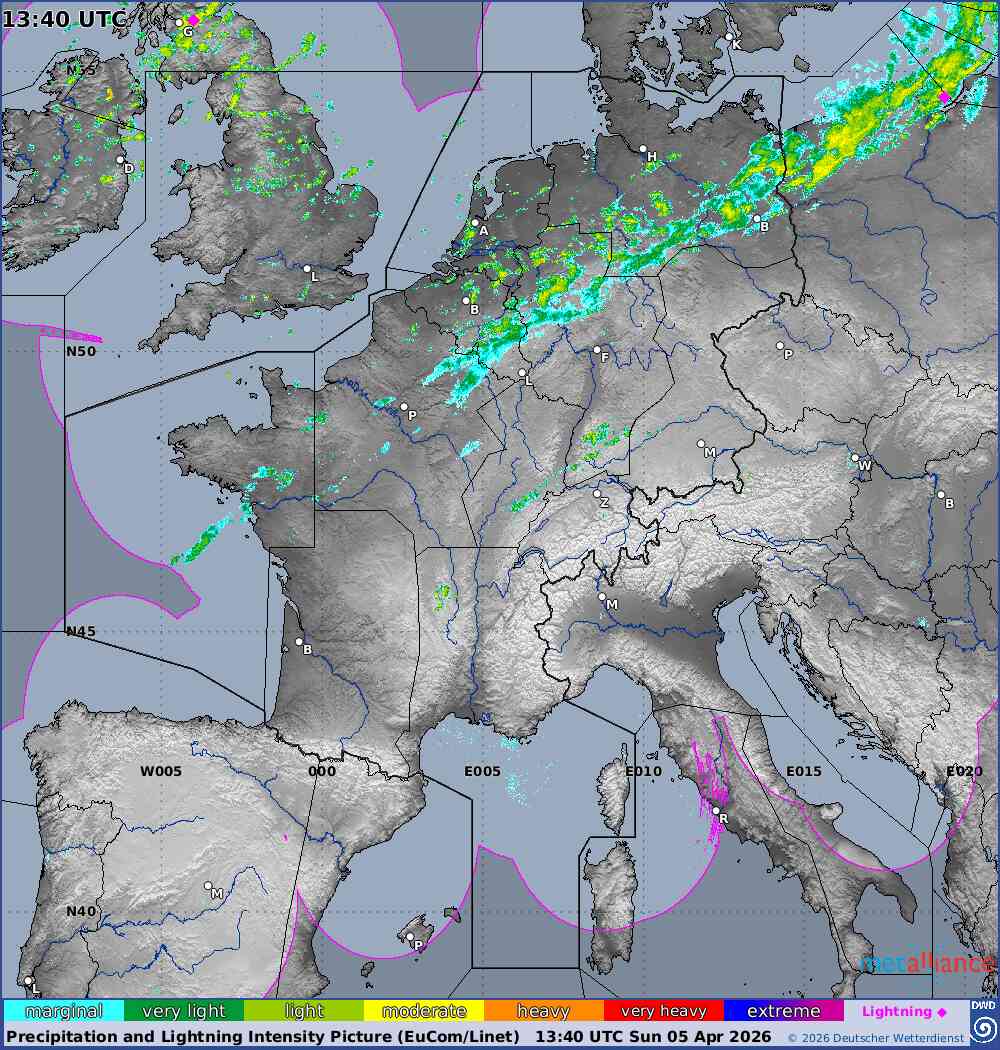 13:40 UTC
G
K
N55
D
H
A
B
L
B
N50
F
P
L
P
M
W
Z
B
M
N45
B
W005
000
E005
E010
E015
E020
R
M
N40
P
L
metalliance
marginal very light light moderate heavy very heavy extreme Lightning
DWD
Precipitation and Lightning Intensity Picture (EuCom/Linet) 13:40 UTC Sun 05 Apr 2026 © 2026 Deutscher Wetterdienst